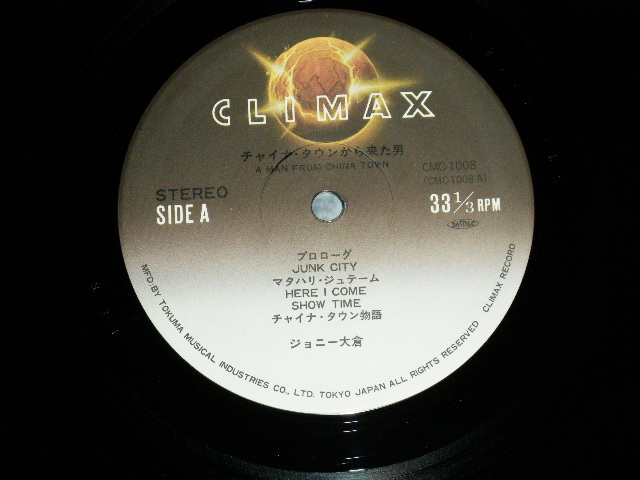 CLIMAX
チャイナ・タウンから来た男
A MAN FROM CHINA TOWN
CMC-1008
(CMC-1008 A)
STEREO
SIDE A
33 1/3 RPM
プロローグ
JUNK CITY
マタハリ・ジュテーム
HERE I COME
SHOW TIME
チャイナ・タウン物語
ジョニー大倉
MFD. BY TOKUMA MUSICAL INDUSTRIES CO., LTD. TOKYO JAPAN ALL RIGHTS RESERVED CLIMAX RECORD